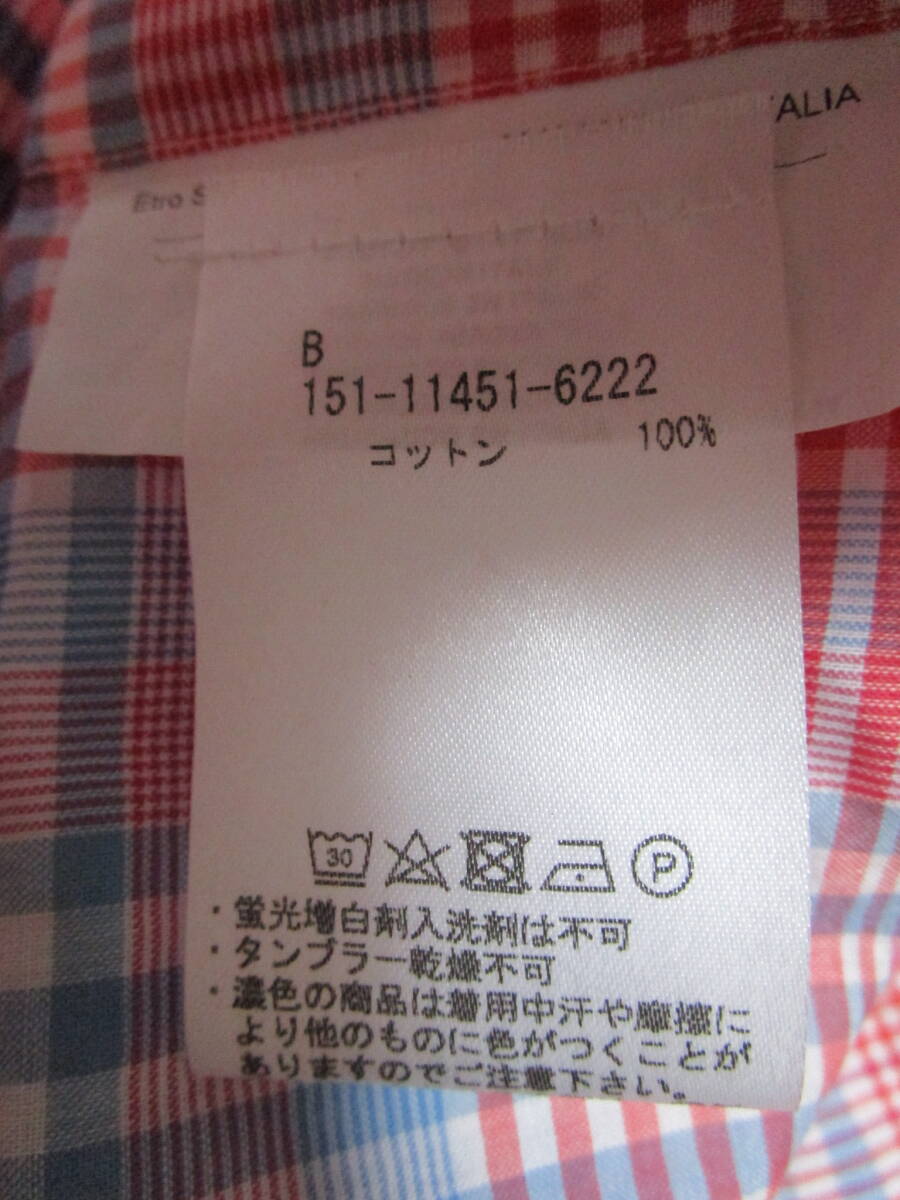 ALIA
Etro S
B
151-11451-6222
コットン 100%
30 P
・蛍光増白剤入洗剤は不可
・タンブラー乾燥不可
・濃色の商品は着用中汗や摩擦に
より他のものに色がつくことが
ありますのでご注意下さい。